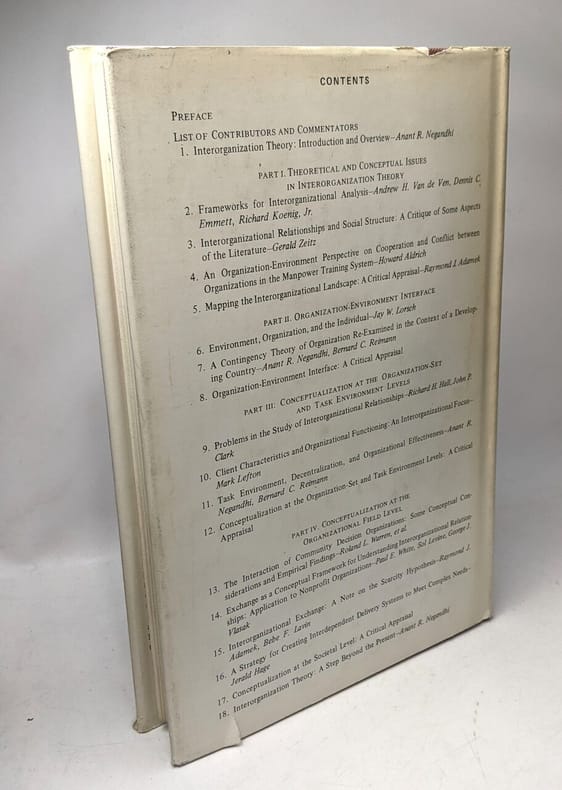 CONTENTS
PREFACE
LIST OF CONTRIBUTORS AND COMMENTATORS
1. Interorganization Theory: Introduction and Overview—Anant R. Negandhi
PART I. THEORETICAL AND CONCEPTUAL ISSUES
IN INTERORGANIZATION THEORY
2. Frameworks for Interorganizational Analysis—Andrew H. Van de Ven, Dennis C.
Emmett, Richard Koenig, Jr.
3. Interorganizational Relationships and Social Structure: A Critique of Some Aspects
of the Literature—Gerald Zeitz
4. An Organization-Environment Perspective on Cooperation and Conflict between
Organizations in the Manpower Training System—Howard Aldrich
5. Mapping the Interorganizational Landscape: A Critical Appraisal—Raymond J. Adamek
PART II. ORGANIZATION-ENVIRONMENT INTERFACE
6. Environment, Organization, and the Individual—Jay W. Lorsch
7. A Contingency Theory of Organization Re-Examined in the Context of a Develop-
ing Country—Anant R. Negandhi, Bernard C. Reimann
8. Organization-Environment Interface: A Critical Appraisal
PART III: CONCEPTUALIZATION AT THE ORGANIZATION-SET
AND TASK ENVIRONMENT LEVELS
9. Problems in the Study of Interorganizational Relationships—Richard H. Hall, John P.
Clark
10. Client Characteristics and Organizational Functioning: An Interorganizational Focus—
Mark Lefton
11. Task Environment, Decentralization, and Organizational Effectiveness—Anant R.
Negandhi, Bernard C. Reimann
12. Conceptualization at the Organization-Set and Task Environment Levels: A Critical
Appraisal
PART IV. CONCEPTUALIZATION AT THE
ORGANIZATIONAL FIELD LEVEL
13. The Interaction of Community Decision Organizations: Some Conceptual Con-
siderations and Empirical Findings—Roland L. Warren, et al.
14. Exchange as a Conceptual Framework for Understanding Interorganizational Relation-
ships: Application to Nonprofit Organizations—Paul E. White, Sol Levine, George J.
Vlasak
15. Interorganizational Exchange: A Note on the Scarcity Hypothesis—Raymond J.
Adamek, Bebe F. Lavin
16. A Strategy for Creating Interdependent Delivery Systems to Meet Complex Needs—
Jerald Hage
17. Conceptualization at the Societal Level: A Critical Appraisal
18. Interorganization Theory: A Step Beyond the Present—Anant R. Negandhi